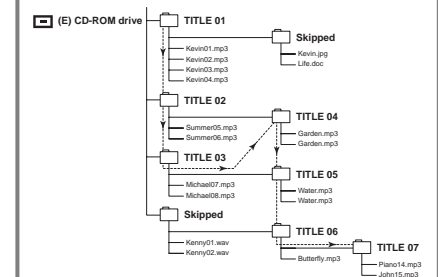 (E) CD-ROM drive
TITLE 01
Kevin01.mp3
Kevin02.mp3
Kevin03.mp3
Kevin04.mp3
Skipped
Kevin.jpg
Life.doc
TITLE 02
Summer05.mp3
Summer06.mp3
TITLE 04
Garden.mp3
Garden.mp3
TITLE 03
Michael07.mp3
Michael08.mp3
TITLE 05
Water.mp3
Water.mp3
Skipped
Kenny01.wav
Kenny02.wav
TITLE 06
Butterfly.mp3
TITLE 07
Piano14.mp3
John15.mp3